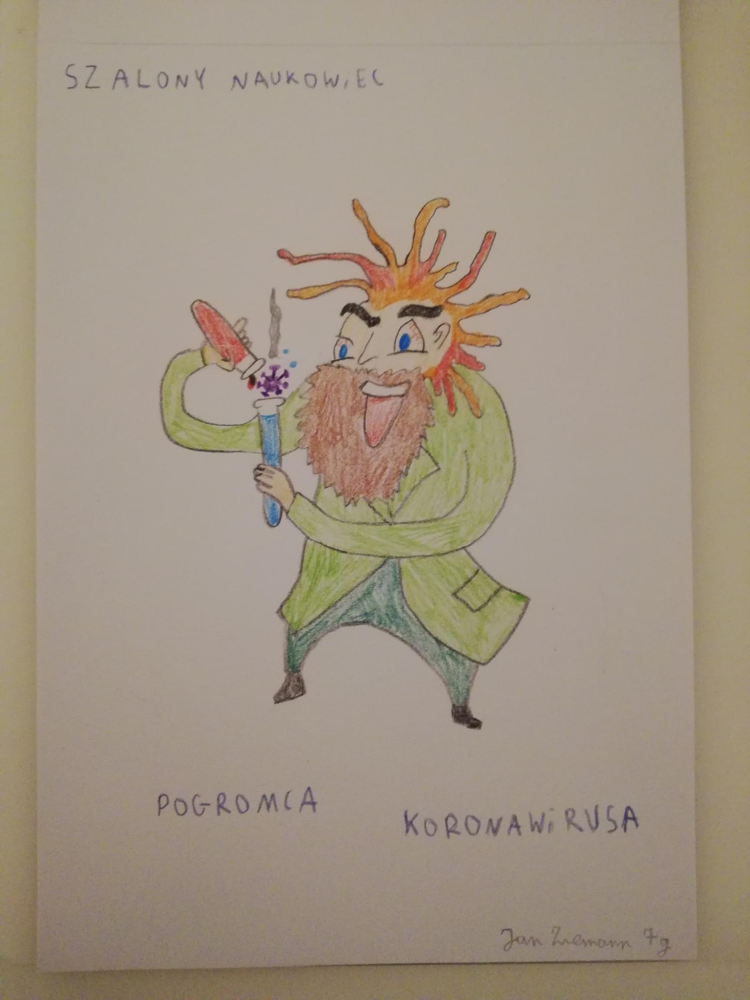 SZALONY NAUKOWiEC
POGROMCA
KORONAWiRUSA
Jan Ziemann 7g